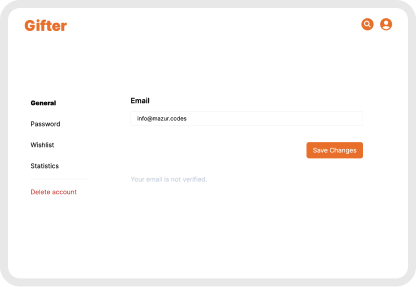 Gifter
General
Password
Wishlist
Statistics
Delete account
Email
info@mazur.codes
Save Changes
Your email is not verified.